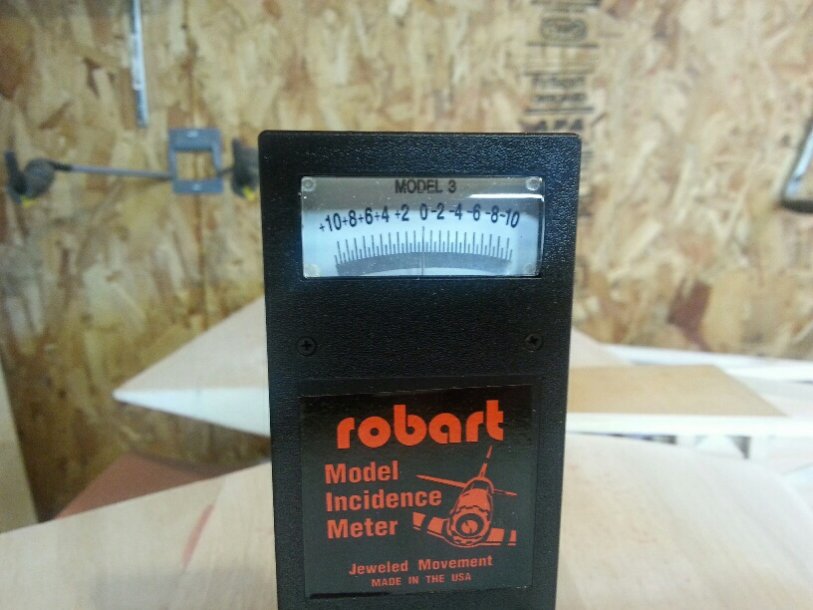 MODEL 3
+10+8+6+4 +2 0-2-4-6-8-10
robart
Model
Incidence
Meter
Jeweled Movement
MADE IN THE USA